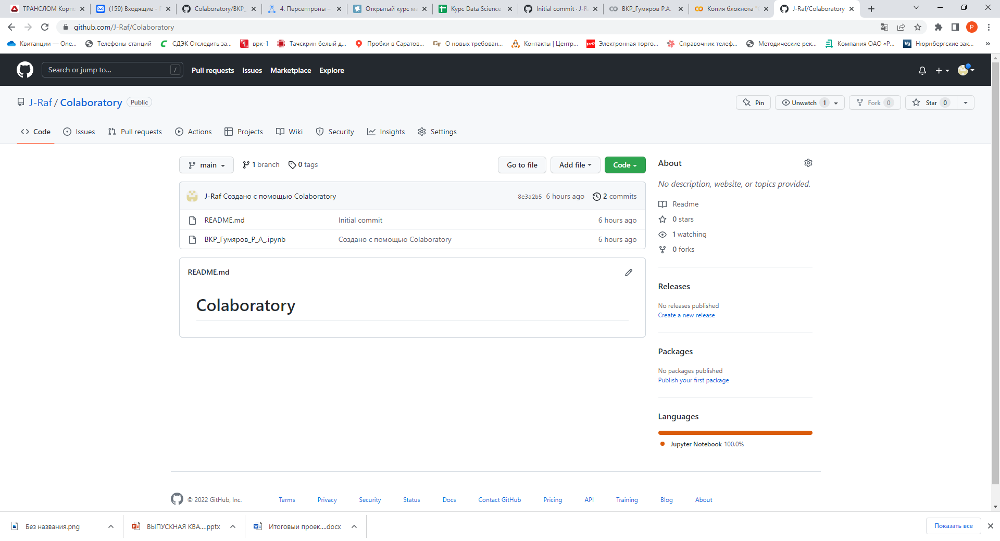 ТРАНСЛОМ Корпо
(159) Входящие -
Colaboratory/ВКР_
4. Персептроны –
Открытый курс ма
Курс Data Science
Initial commit · J-Ra
ВКР_Гумяров Р.А.
Копия блокнота "
J-Raf/Colaboratory
github.com/J-Raf/Colaboratory
Р
Квитанции — One...
Телефоны станций
СДЭК Отследить за...
врк-1
Тачскрин белый д...
Пробки в Саратов...
О новых требован...
Контакты | Центр...
Электронная торго...
Справочник телеф...
Методические рек...
Компания ОАО «Р...
Нюрнбергские зак...
»
Search or jump to...
/
Pull requests
Issues
Marketplace
Explore
J-Raf / Colaboratory Public
Pin
Unwatch 1
Fork 0
Star 0
Code
Issues
Pull requests
Actions
Projects
Wiki
Security
Insights
Settings
main
1 branch
0 tags
Go to file
Add file
Code
J-Raf Создано с помощью Colaboratory
8e3a2b5 6 hours ago
2 commits
README.md
Initial commit
6 hours ago
ВКР_Гумяров_Р_А_.ipynb
Создано с помощью Colaboratory
6 hours ago
README.md
Colaboratory
About
No description, website, or topics provided.
Readme
0 stars
1 watching
0 forks
Releases
No releases published
Create a new release
Packages
No packages published
Publish your first package
Languages
Jupyter Notebook 100.0%
© 2022 GitHub, Inc.
Terms
Privacy
Security
Status
Docs
Contact GitHub
Pricing
API
Training
Blog
About
Без названия.png
ВЫПУСКНАЯ КВА....pptx
Итоговыи проек....docx
Показать все